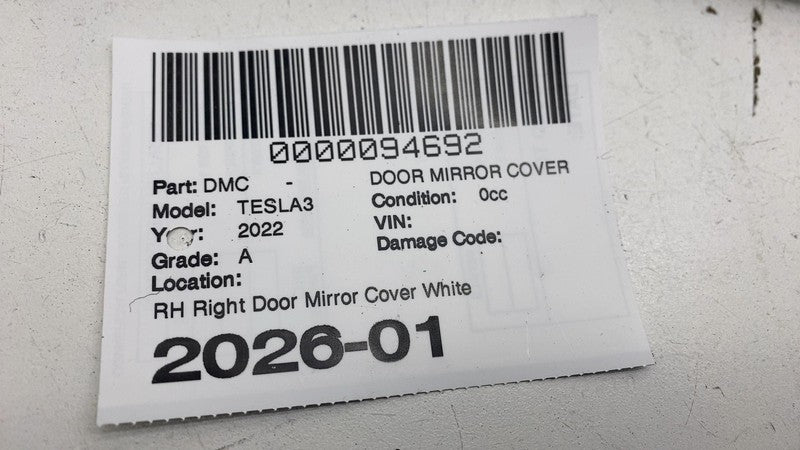 0000094692
Part: DMC - DOOR MIRROR COVER
Model: TESLA3 Condition: 0cc
Year: 2022 VIN:
Grade: A Damage Code:
Location:
RH Right Door Mirror Cover White
2026-01